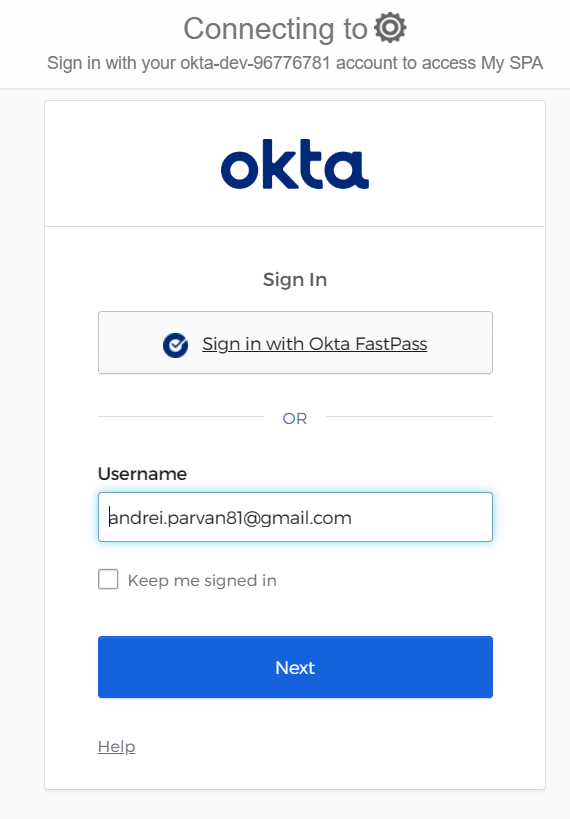 Connecting to
Sign in with your okta-dev-96776781 account to access My SPA
okta
Sign In
Sign in with Okta FastPass
OR
Username
andrei.parvan81@gmail.com
Keep me signed in
Next
Help